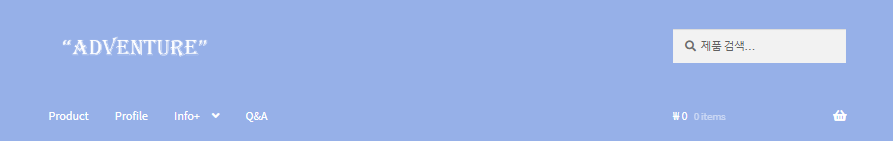 “ADVENTURE”
제품 검색…
Product Profile Info+ Q&A
₩0 0 items